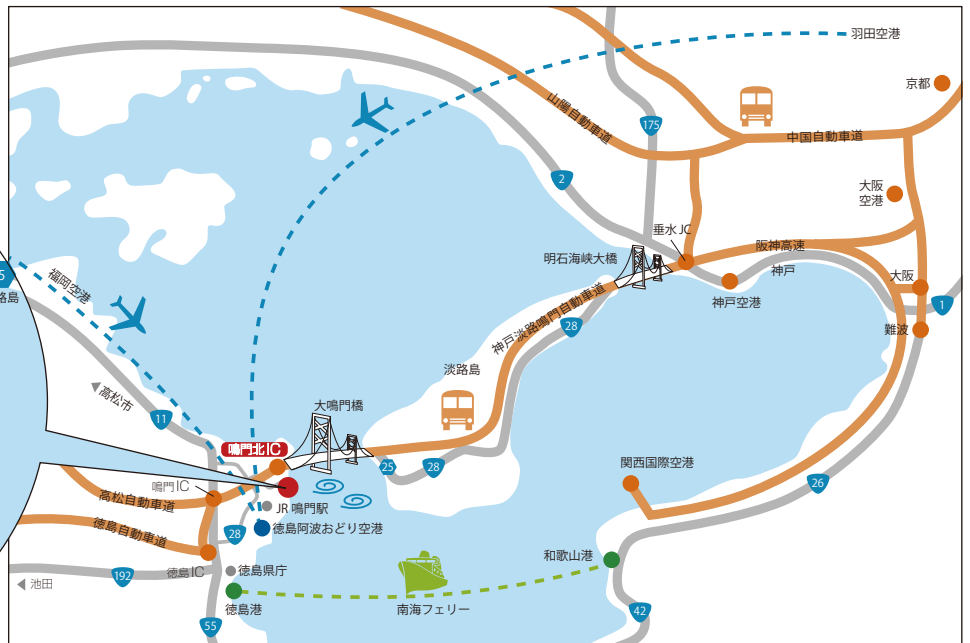 羽田空港
京都
山陽自動車道
175
中国自動車道
2
大阪
空港
垂水JC
阪神高速
明石海峡大橋
神戸
大阪
神戸空港
5
路島
福岡空港
1
神戸淡路鳴門自動車道
28
難波
淡路島
高松市
11
大鳴門橋
鳴門北IC
25
28
関西国際空港
26
鳴門IC
高松自動車道
JR鳴門駅
徳島自動車道
28
徳島阿波おどり空港
和歌山港
192
徳島IC
徳島県庁
池田
徳島港
南海フェリー
42
55